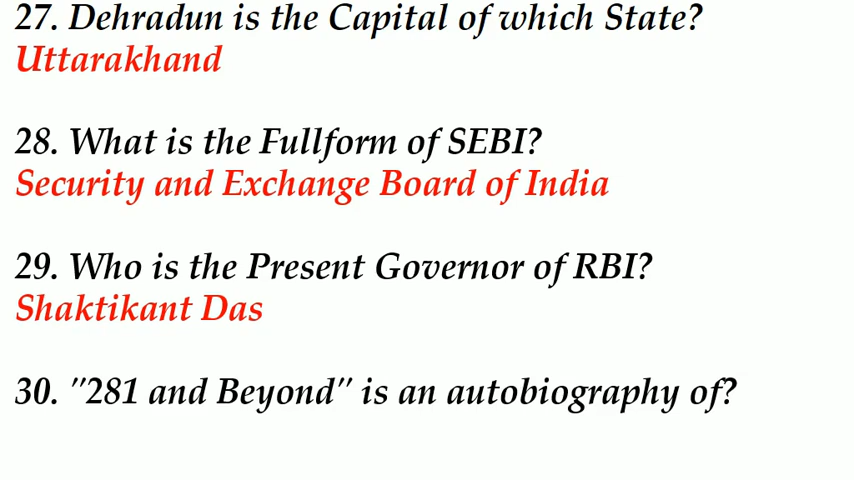 27. Dehradun is the Capital of which State?
Uttarakhand
28. What is the Fullform of SEBI?
Security and Exchange Board of India
29. Who is the Present Governor of RBI?
Shaktikant Das
30. "281 and Beyond" is an autobiography of?